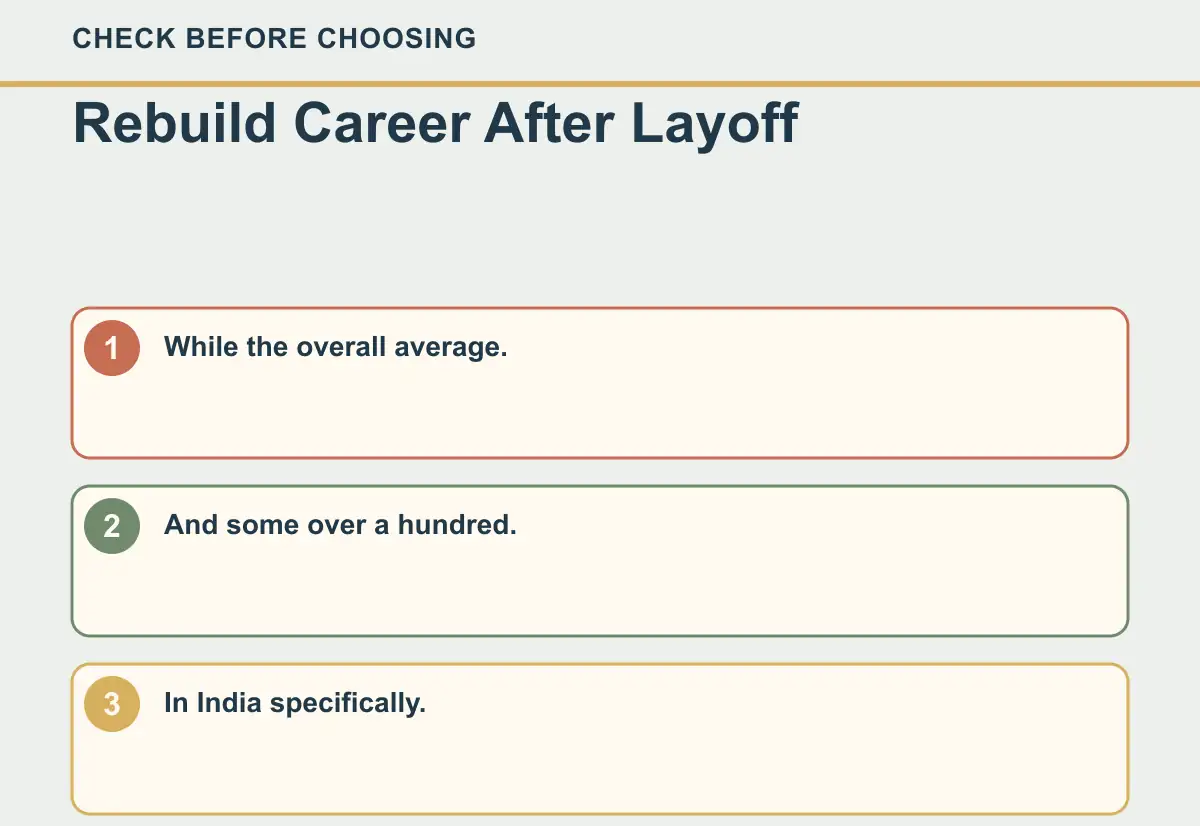 CHECK BEFORE CHOOSING
Rebuild Career After Layoff
1 While the overall average.
2 And some over a hundred.
3 In India specifically.